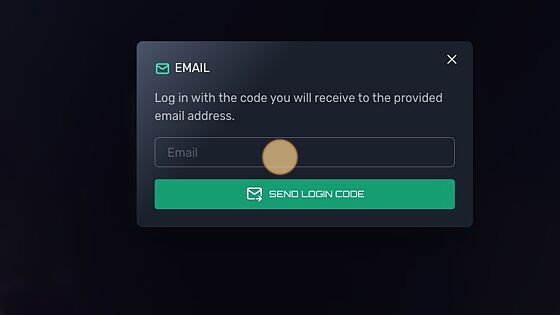 EMAIL
Log in with the code you will receive to the provided
email address.
Email
SEND LOGIN CODE